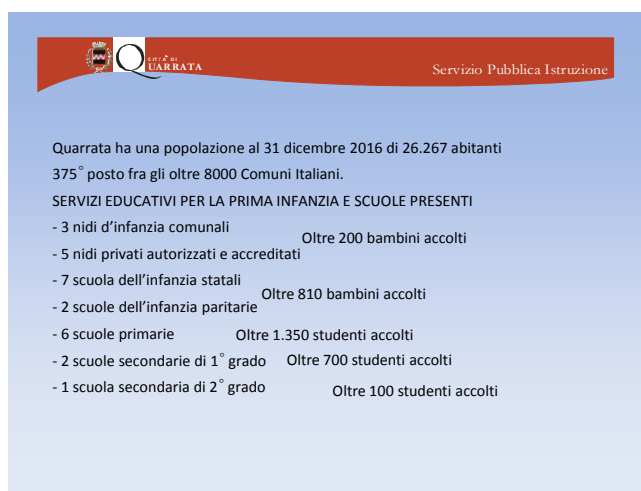 CITTÀ DI
QUARRATA
Servizio Pubblica Istruzione
Quarrata ha una popolazione al 31 dicembre 2016 di 26.267 abitanti
375° posto fra gli oltre 8000 Comuni Italiani.
SERVIZI EDUCATIVI PER LA PRIMA INFANZIA E SCUOLE PRESENTI
- 3 nidi d'infanzia comunali
Oltre 200 bambini accolti
- 5 nidi privati autorizzati e accreditati
- 7 scuola dell'infanzia statali
Oltre 810 bambini accolti
- 2 scuole dell'infanzia paritarie
- 6 scuole primarie Oltre 1.350 studenti accolti
- 2 scuole secondarie di 1° grado Oltre 700 studenti accolti
- 1 scuola secondaria di 2° grado Oltre 100 studenti accolti